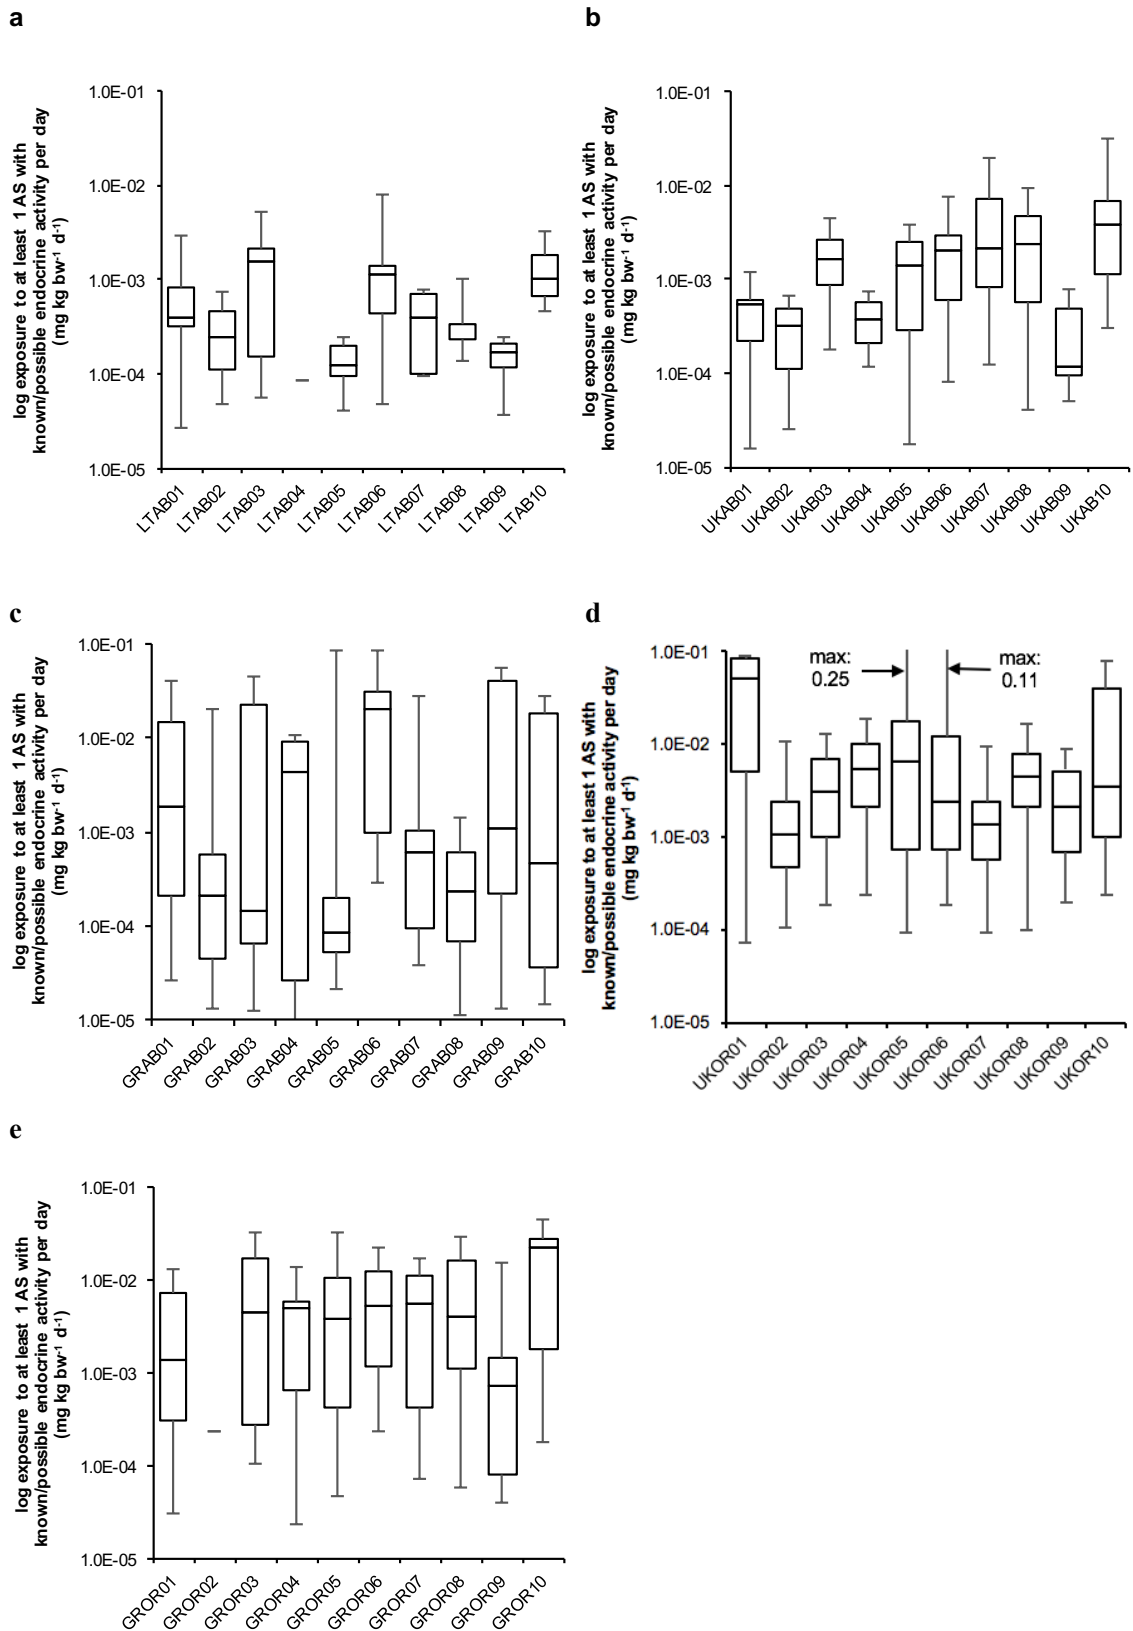 a
log exposure to at least 1 AS with
known/possible endocrine activity per day
(mg kg bw-1 d-1)
1.0E-01
1.0E-02
1.0E-03
1.0E-04
1.0E-05
LTAB01
LTAB02
LTAB03
LTAB04
LTAB05
LTAB06
LTAB07
LTAB08
LTAB09
LTAB10
b
log exposure to at least 1 AS with
known/possible endocrine activity per day
(mg kg bw-1 d-1)
1.0E-01
1.0E-02
1.0E-03
1.0E-04
1.0E-05
UKAB01
UKAB02
UKAB03
UKAB04
UKAB05
UKAB06
UKAB07
UKAB08
UKAB09
UKAB10
c
log exposure to at least 1 AS with
known/possible endocrine activity per day
(mg kg bw-1 d-1)
1.0E-01
1.0E-02
1.0E-03
1.0E-04
1.0E-05
GRAB01
GRAB02
GRAB03
GRAB04
GRAB05
GRAB06
GRAB07
GRAB08
GRAB09
GRAB10
d
log exposure to at least 1 AS with
known/possible endocrine activity per day
(mg kg bw-1 d-1)
1.0E-01
1.0E-02
1.0E-03
1.0E-04
1.0E-05
max:
0.25
max:
0.11
UKOR01
UKOR02
UKOR03
UKOR04
UKOR05
UKOR06
UKOR07
UKOR08
UKOR09
UKOR10
e
log exposure to at least 1 AS with
known/possible endocrine activity per day
(mg kg bw-1 d-1)
1.0E-01
1.0E-02
1.0E-03
1.0E-04
1.0E-05
GROR01
GROR02
GROR03
GROR04
GROR05
GROR06
GROR07
GROR08
GROR09
GROR10